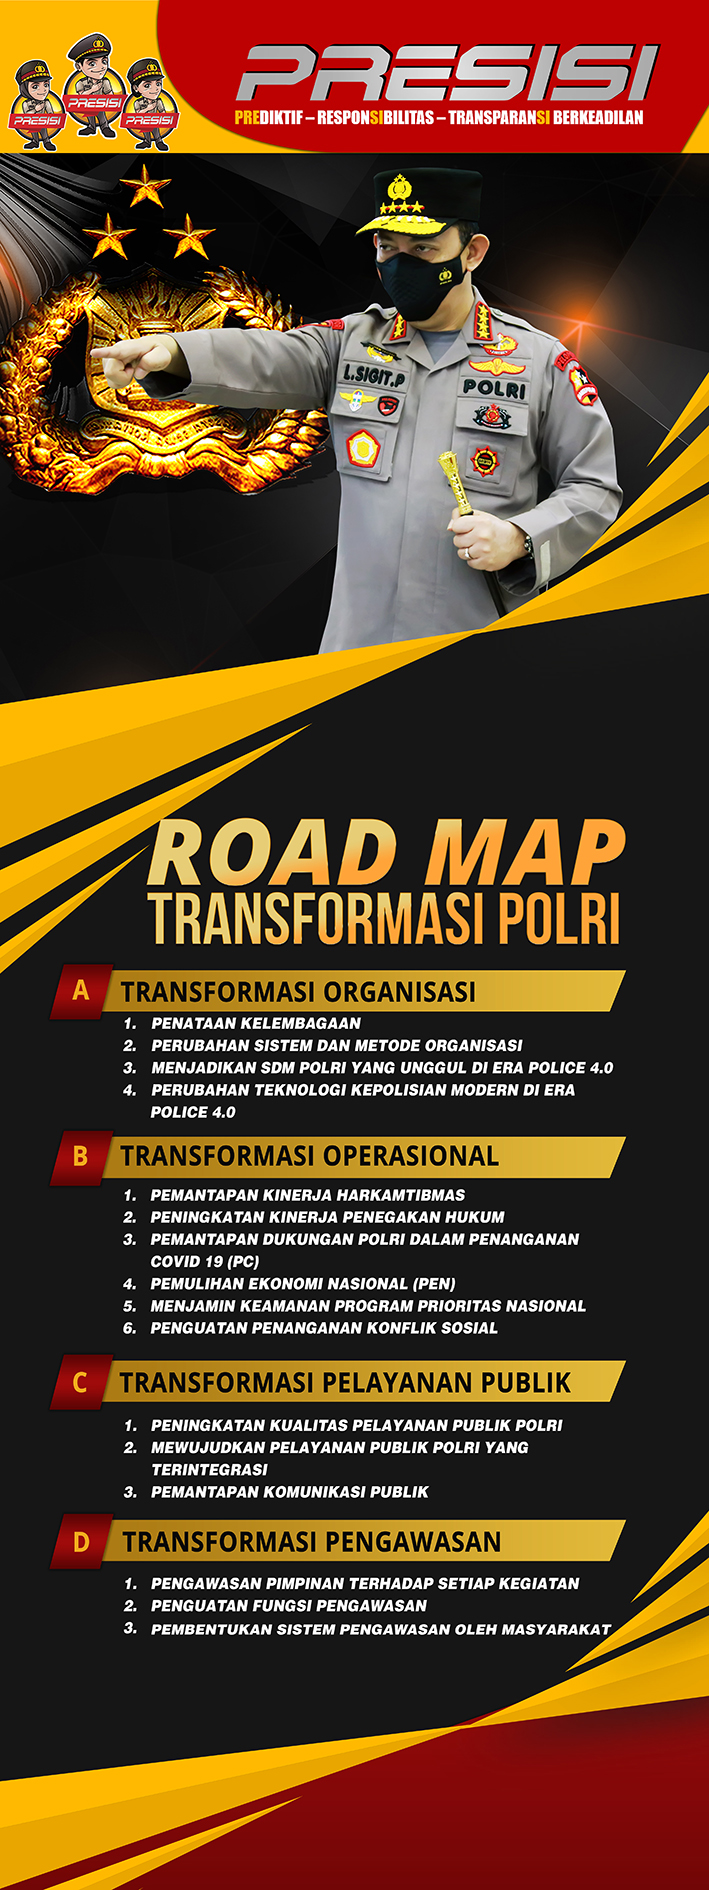 PRESISI
PRESISI
PRESISI
PRESISI
PREDIKTIF – RESPONSIBILITAS – TRANSPARANSI BERKEADILAN
L.SIGIT.P
POLRI
ROAD MAP
TRANSFORMASI POLRI
A TRANSFORMASI ORGANISASI
1. PENATAAN KELEMBAGAAN
2. PERUBAHAN SISTEM DAN METODE ORGANISASI
3. MENJADIKAN SDM POLRI YANG UNGGUL DI ERA POLICE 4.0
4. PERUBAHAN TEKNOLOGI KEPOLISIAN MODERN DI ERA
POLICE 4.0
B TRANSFORMASI OPERASIONAL
1. PEMANTAPAN KINERJA HARKAMTIBMAS
2. PENINGKATAN KINERJA PENEGAKAN HUKUM
3. PEMANTAPAN DUKUNGAN POLRI DALAM PENANGANAN
COVID 19 (PC)
4. PEMULIHAN EKONOMI NASIONAL (PEN)
5. MENJAMIN KEAMANAN PROGRAM PRIORITAS NASIONAL
6. PENGUATAN PENANGANAN KONFLIK SOSIAL
C TRANSFORMASI PELAYANAN PUBLIK
1. PENINGKATAN KUALITAS PELAYANAN PUBLIK POLRI
2. MEWUJUDKAN PELAYANAN PUBLIK POLRI YANG
TERINTEGRASI
3. PEMANTAPAN KOMUNIKASI PUBLIK
D TRANSFORMASI PENGAWASAN
1. PENGAWASAN PIMPINAN TERHADAP SETIAP KEGIATAN
2. PENGUATAN FUNGSI PENGAWASAN
3. PEMBENTUKAN SISTEM PENGAWASAN OLEH MASYARAKAT